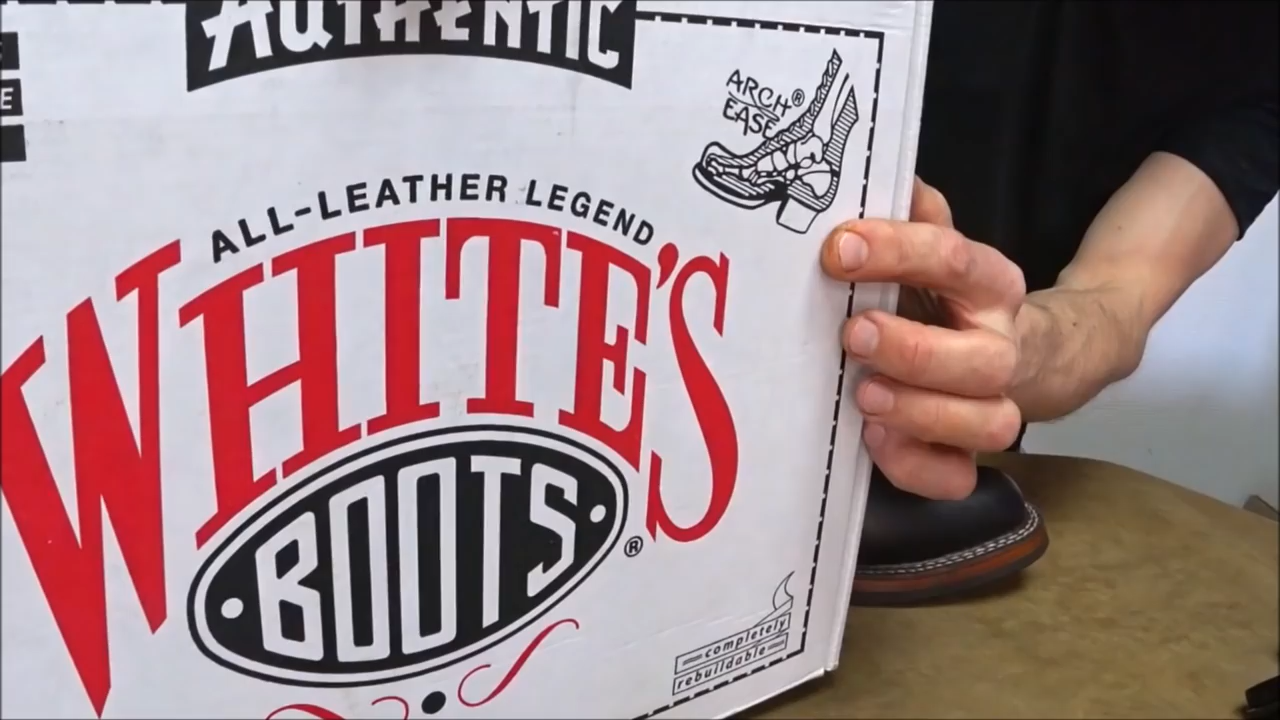 AUTHENTIC
E
ARCH®
EASE
ALL-LEATHER LEGEND
WHITE'S
BOOTS®
completely
rebuildable